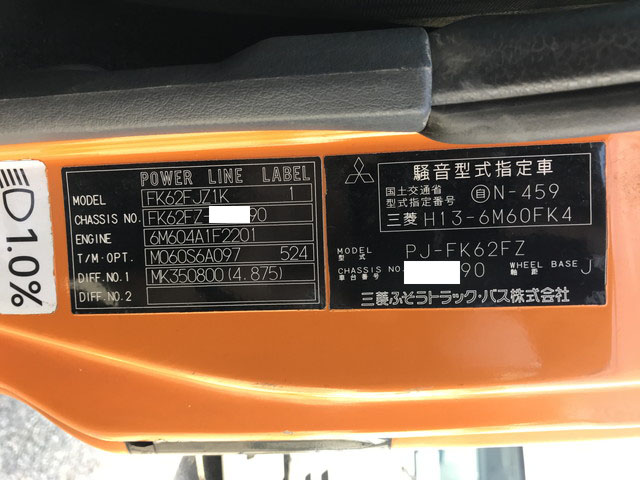 1.0%
POWER LINE LABEL
MODEL FK62FJZ1K 1
CHASSIS NO. FK62FZ- 90
ENGINE 6M604A1F2201
T/M·OPT. M060S6A097 524
DIFF.NO.1 MK350800(4.875)
DIFF.NO.2
騒音型式指定車
国土交通省
型式指定番号 自N-459
三菱 H13-6M60FK4
MODEL
型式 PJ-FK62FZ
CHASSIS NO.
車台番号 90 WHEEL BASE
軸距 J
三菱ふそうトラック・バス株式会社